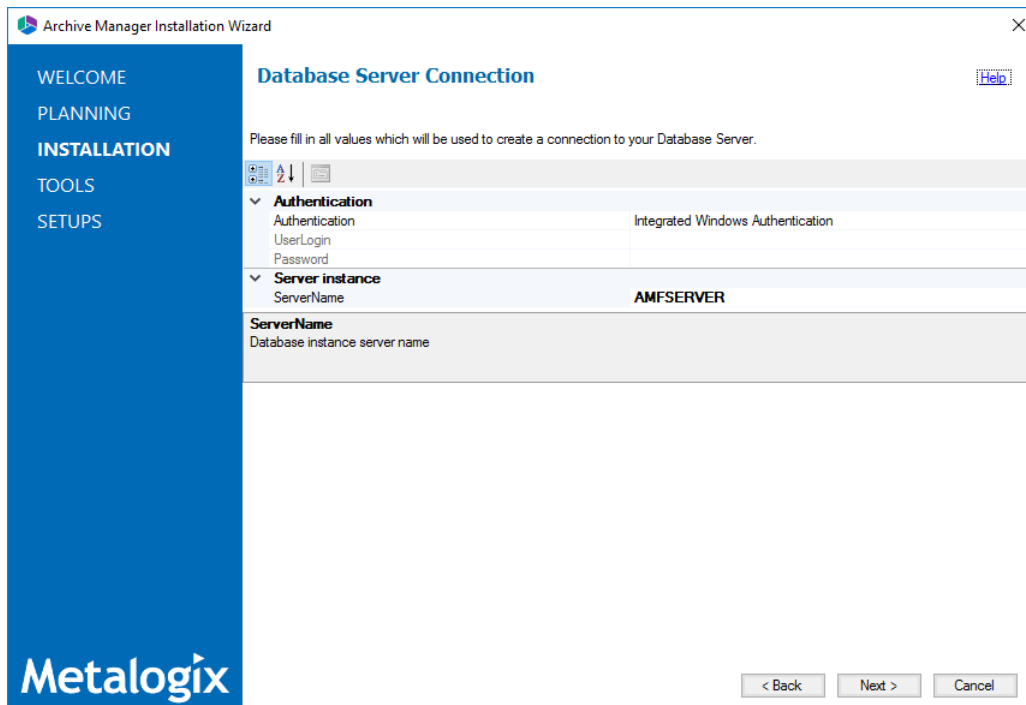 Archive Manager Installation Wizard
WELCOME
PLANNING
INSTALLATION
TOOLS
SETUPS
Database Server Connection
Help
Please fill in all values which will be used to create a connection to your Database Server.
Authentication
Authentication Integrated Windows Authentication
UserLogin
Password
Server instance
ServerName AMFSERVER
ServerName
Database instance server name
Metalogix
< Back Next > Cancel